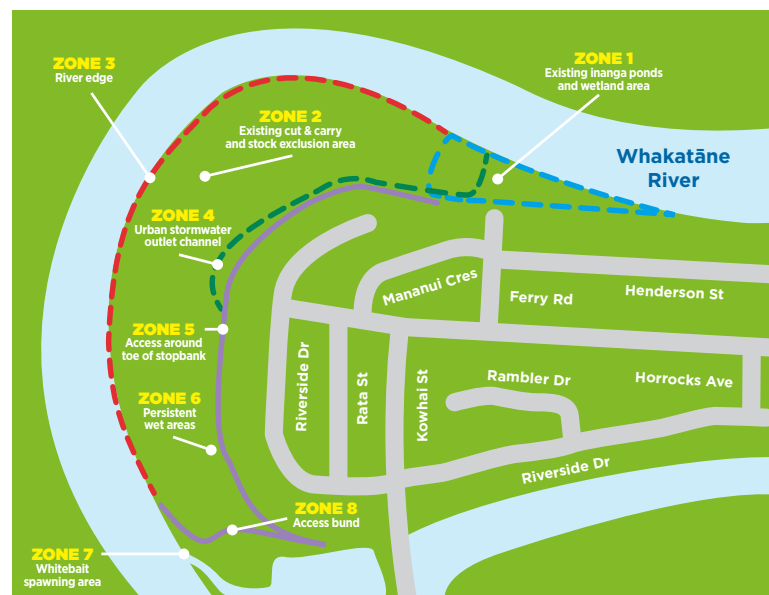 ZONE 3
River edge
ZONE 1
Existing inanga ponds
and wetland area
ZONE 2
Existing cut & carry
and stock exclusion area
Whakatāne
River
ZONE 4
Urban stormwater
outlet channel
Mananui Cres
Ferry Rd
Henderson St
ZONE 5
Access around
toe of stopbank
Riverside Dr
Rata St
Kowhai St
Rambler Dr
Horrocks Ave
ZONE 6
Persistent
wet areas
Riverside Dr
ZONE 8
Access bund
ZONE 7
Whitebait
spawning area